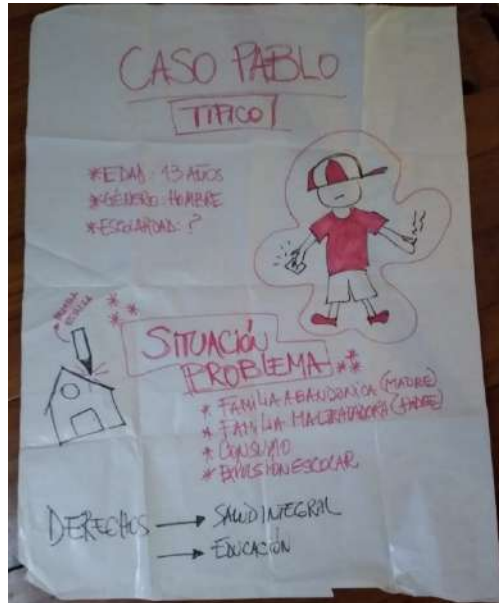 CASO PABLO
TIPICO
*EDAD: 13 AÑOS
*GÉNERO: HOMBRE
*ESCOLARIDAD: ?
SITUACIÓN
PROBLEMA
* FAMILIA ABANDONICA (MADRE)
* FAMILIA MALTRATADORA (PADRE)
* CONSUMO
* EXPULSIÓN ESCOLAR
DERECHOS → SALUD INTEGRAL
→ EDUCACIÓN